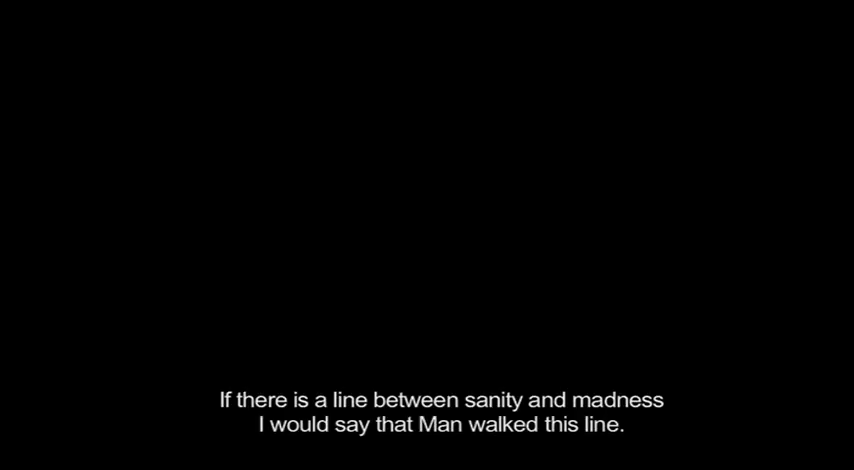 If there is a line between sanity and madness
I would say that Man walked this line.